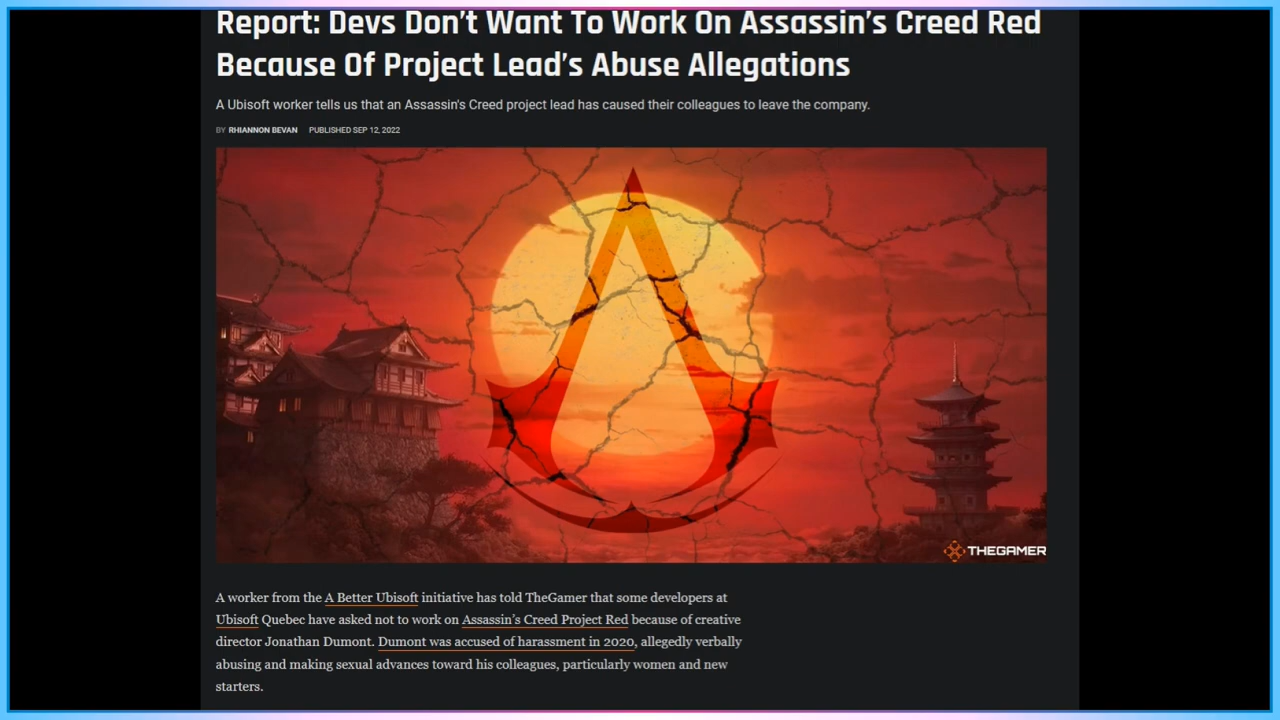 Report: Devs Don’t Want To Work On Assassin’s Creed Red
Because Of Project Lead’s Abuse Allegations
A Ubisoft worker tells us that an Assassin's Creed project lead has caused their colleagues to leave the company.
BY RHIANNON BEVAN PUBLISHED SEP 12, 2022
THEGAMER
A worker from the A Better Ubisoft initiative has told TheGamer that some developers at
Ubisoft Quebec have asked not to work on Assassin’s Creed Project Red because of creative
director Jonathan Dumont. Dumont was accused of harassment in 2020, allegedly verbally
abusing and making sexual advances toward his colleagues, particularly women and new
starters.